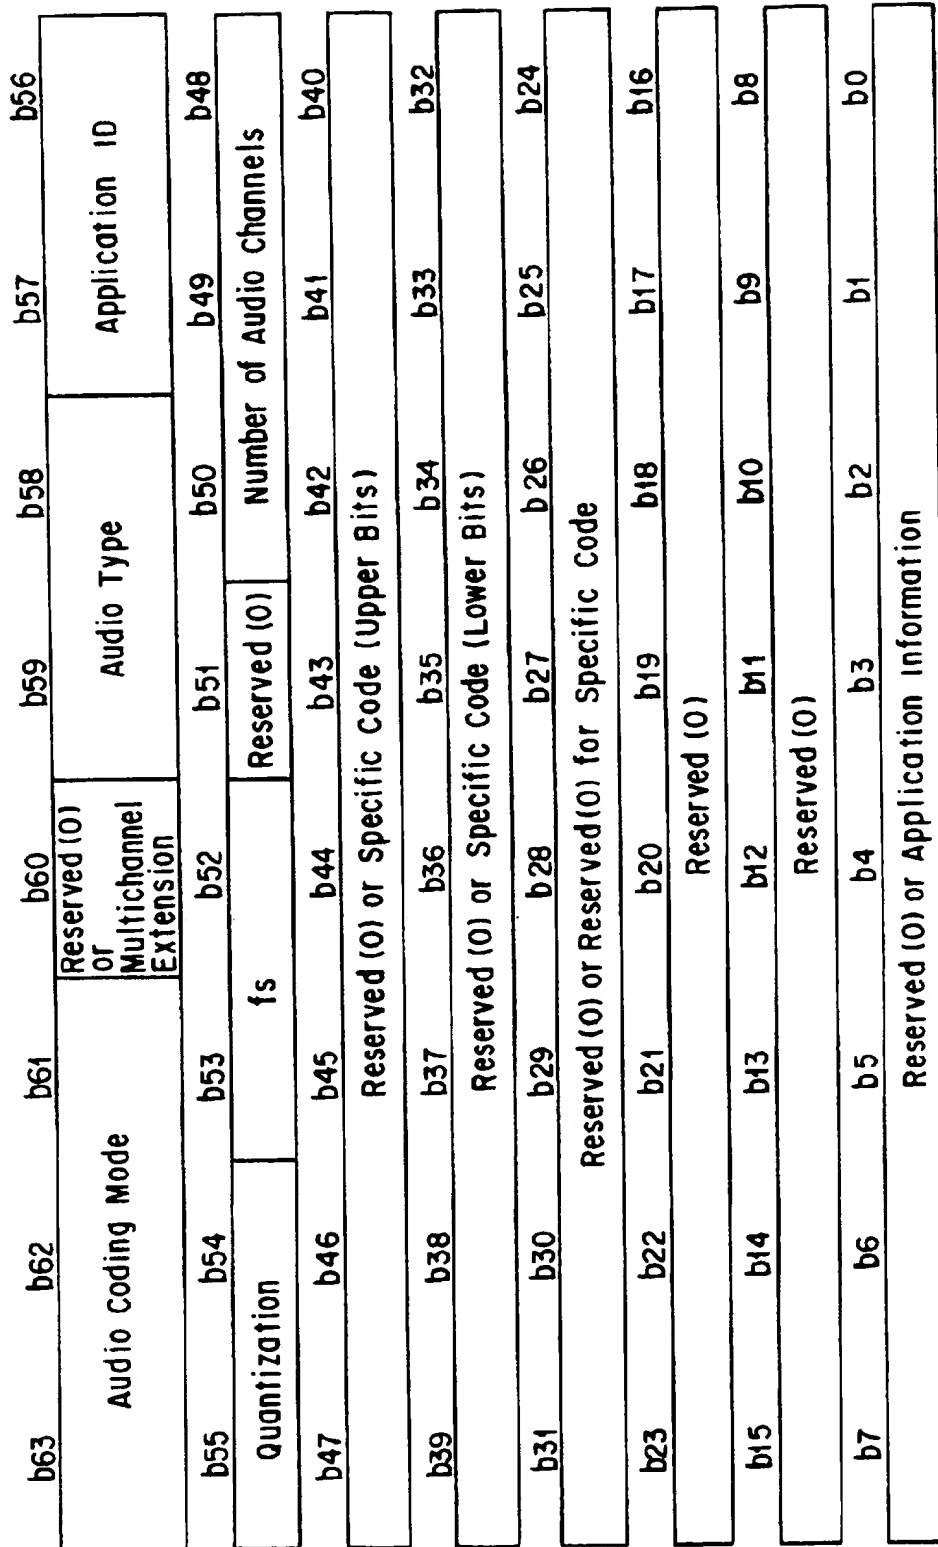 b63 b62 b61 b60 b59 b58 b57 b56
Audio Coding Mode
Reserved (0)
or
Multichannel
Extension
Audio Type
Application ID
b55 b54 b53 b52 b51 b50 b49 b48
Quantization
fs
Reserved (0)
Number of Audio Channels
b47 b46 b45 b44 b43 b42 b41 b40
Reserved (0) or Specific Code (Upper Bits)
b39 b38 b37 b36 b35 b34 b33 b32
Reserved (0) or Specific Code (Lower Bits)
b31 b30 b29 b28 b27 b26 b25 b24
Reserved (0) or Reserved (0) for Specific Code
b23 b22 b21 b20 b19 b18 b17 b16
Reserved (0)
b15 b14 b13 b12 b11 b10 b9 b8
Reserved (0)
b7 b6 b5 b4 b3 b2 b1 b0
Reserved (0) or Application Information